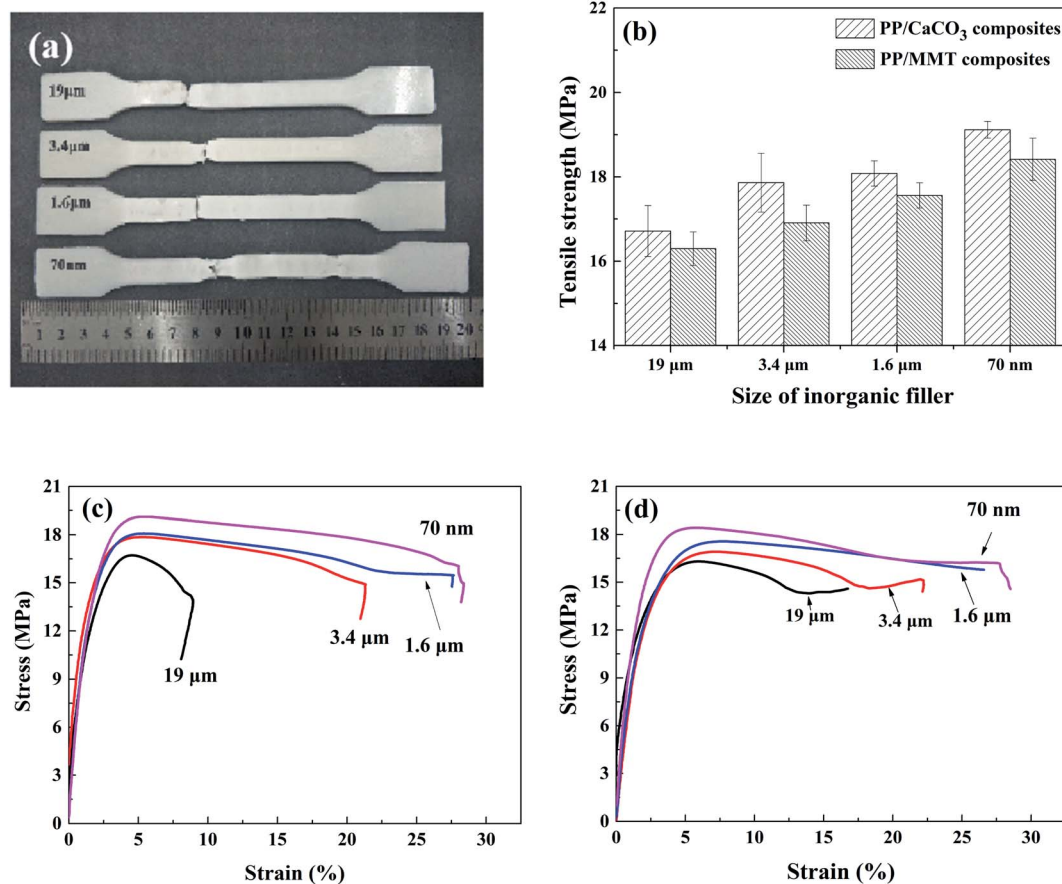 (a)
19μm
3.4μm
1.6μm
70nm
1 2 3 4 5 6 7 8 9 10 11 12 13 14 15 16 17 18 19 20
(b)
PP/CaCO₃ composites
PP/MMT composites
Tensile strength (MPa)
22
20
18
16
14
19 μm 3.4 μm 1.6 μm 70 nm
Size of inorganic filler
(c)
Stress (MPa)
21
18
15
12
9
6
3
0
70 nm
1.6 μm
3.4 μm
19 μm
0 5 10 15 20 25 30
Strain (%)
(d)
Stress (MPa)
21
18
15
12
9
6
3
0
70 nm
1.6 μm
3.4 μm
19 μm
0 5 10 15 20 25 30
Strain (%)